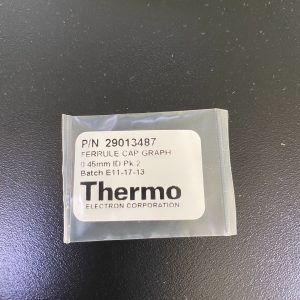 P/N 29013487
FERRULE CAP GRAPH
0.45mm ID Pk 2
Batch E11-17-13
Thermo
ELECTRON CORPORATION